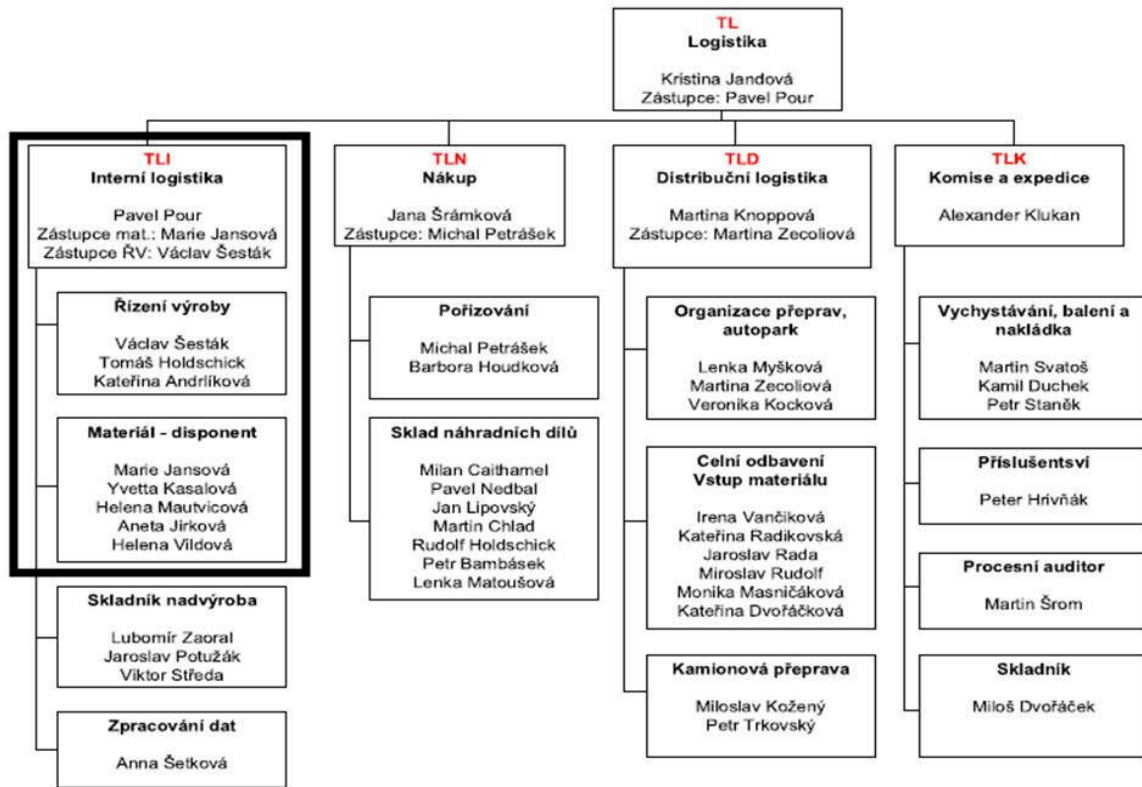 TL
Logistika
Kristina Jandová
Zástupce: Pavel Pour
TLI
Interní logistika
Pavel Pour
Zástupce mat.: Marie Jansová
Zástupce ŘV: Václav Šesták
Řízení výroby
Václav Šesták
Tomáš Holdschick
Kateřina Andrlíková
Materiál - disponent
Marie Jansová
Yvetta Kasalová
Helena Mautvicová
Aneta Jirková
Helena Vildová
Skladník nadvýroba
Lubomír Zaoral
Jaroslav Potužák
Viktor Středa
Zpracování dat
Anna Šetková
TLN
Nákup
Jana Šrámková
Zástupce: Michal Petrášek
Pořizování
Michal Petrášek
Barbora Houdková
Sklad náhradních dílů
Milan Caithamel
Pavel Nedbal
Jan Lipovský
Martin Chlad
Rudolf Holdschick
Petr Bambásek
Lenka Matoušová
TLD
Distribuční logistika
Martina Knoppová
Zástupce: Martina Zecoliová
Organizace přeprav,
autopark
Lenka Myšková
Martina Zecoliová
Veronika Kocková
Celní odbavení
Vstup materiálu
Irena Vančiková
Kateřina Radikovská
Jaroslav Rada
Miroslav Rudolf
Monika Masničáková
Kateřina Dvořáčková
Kamionová přeprava
Miloslav Kožený
Petr Trkovský
TLK
Komise a expedice
Alexander Klukan
Vychystávání, balení a
nakládka
Martin Svatoš
Kamil Duchek
Petr Staněk
Příslušentsví
Peter Hrivňák
Procesní auditor
Martin Šrom
Skladník
Miloš Dvořáček